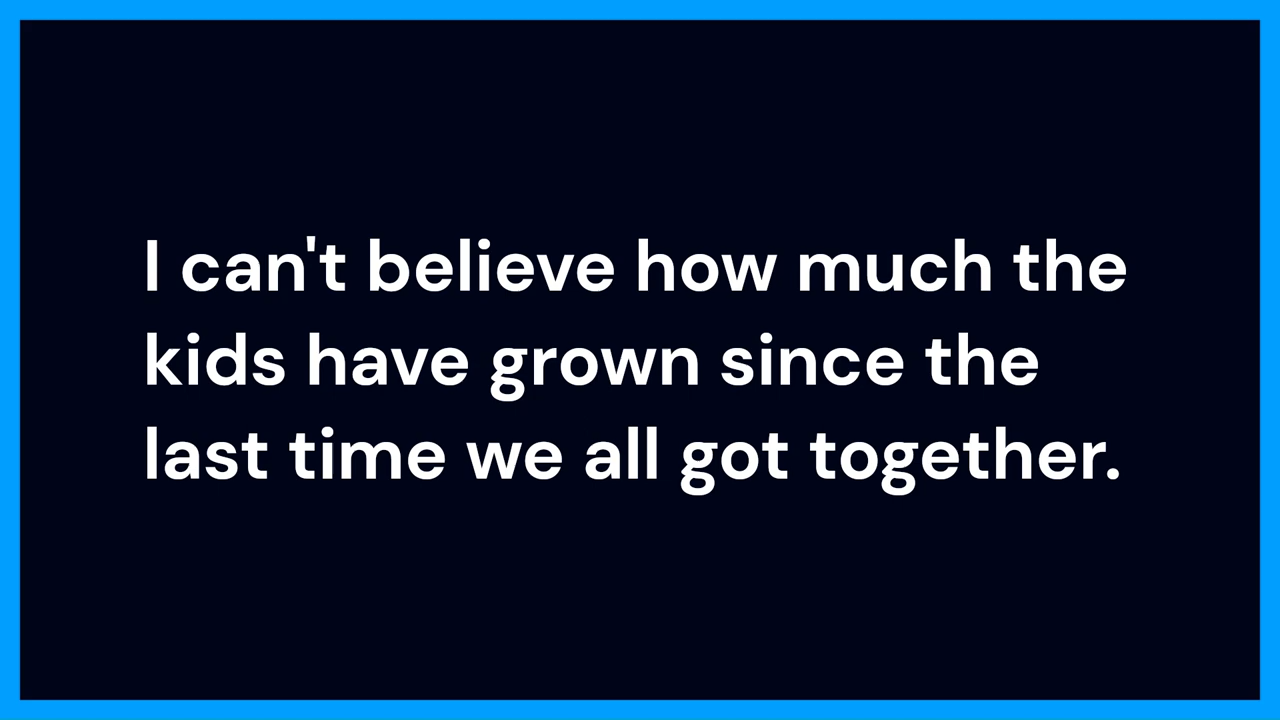 I can't believe how much the
kids have grown since the
last time we all got together.